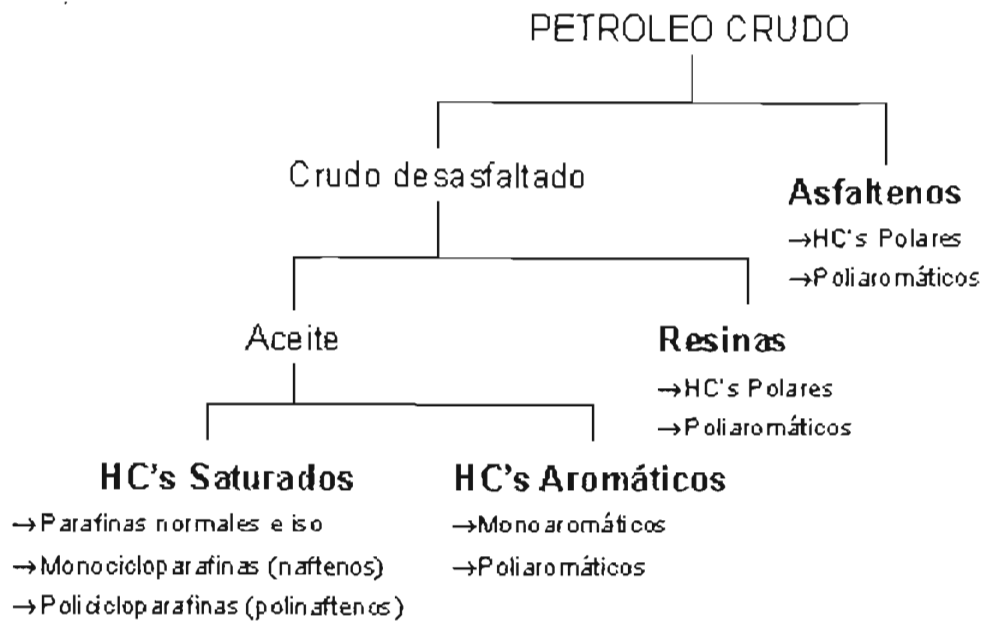 PETROLEO CRUDO
Crudo desasfaltado
Asfaltenos
→HC's Polares
→Poliaromáticos
Aceite
Resinas
→HC's Polares
→Poliaromáticos
HC's Saturados
→Parafinas normales e iso
→Monocicloparafinas (naftenos)
→Policicloparafinas (polinaftenos)
HC's Aromáticos
→Monoaromáticos
→Poliaromáticos